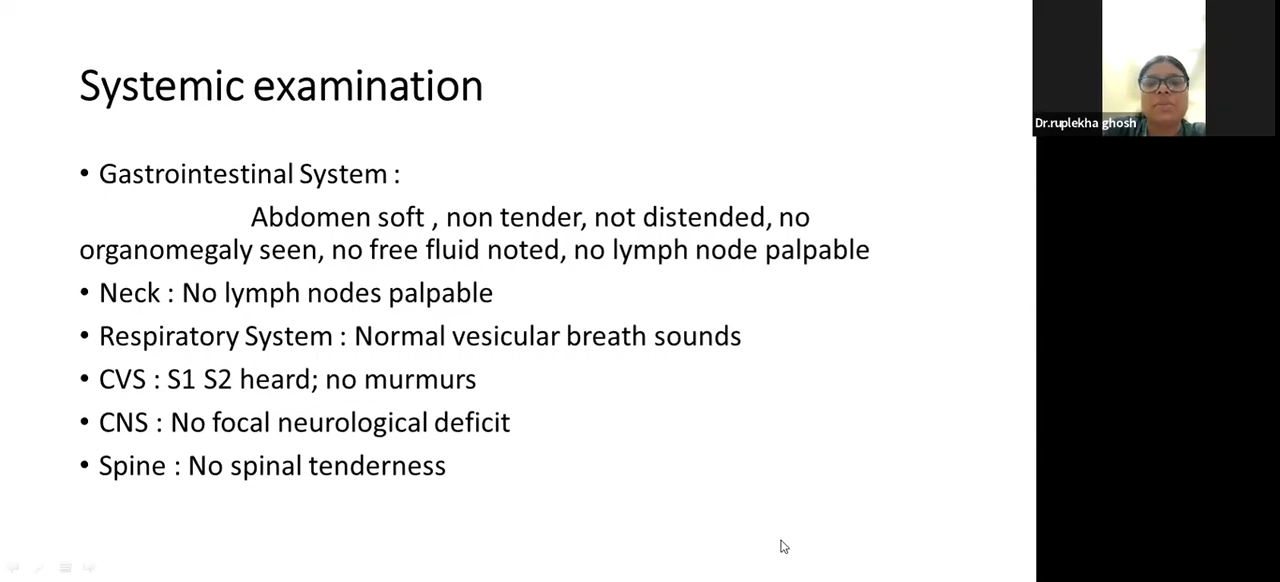 Systemic examination
• Gastrointestinal System :
Abdomen soft , non tender, not distended, no
organomegaly seen, no free fluid noted, no lymph node palpable
• Neck : No lymph nodes palpable
• Respiratory System : Normal vesicular breath sounds
• CVS : S1 S2 heard; no murmurs
• CNS : No focal neurological deficit
• Spine : No spinal tenderness
Dr.ruplekha ghosh